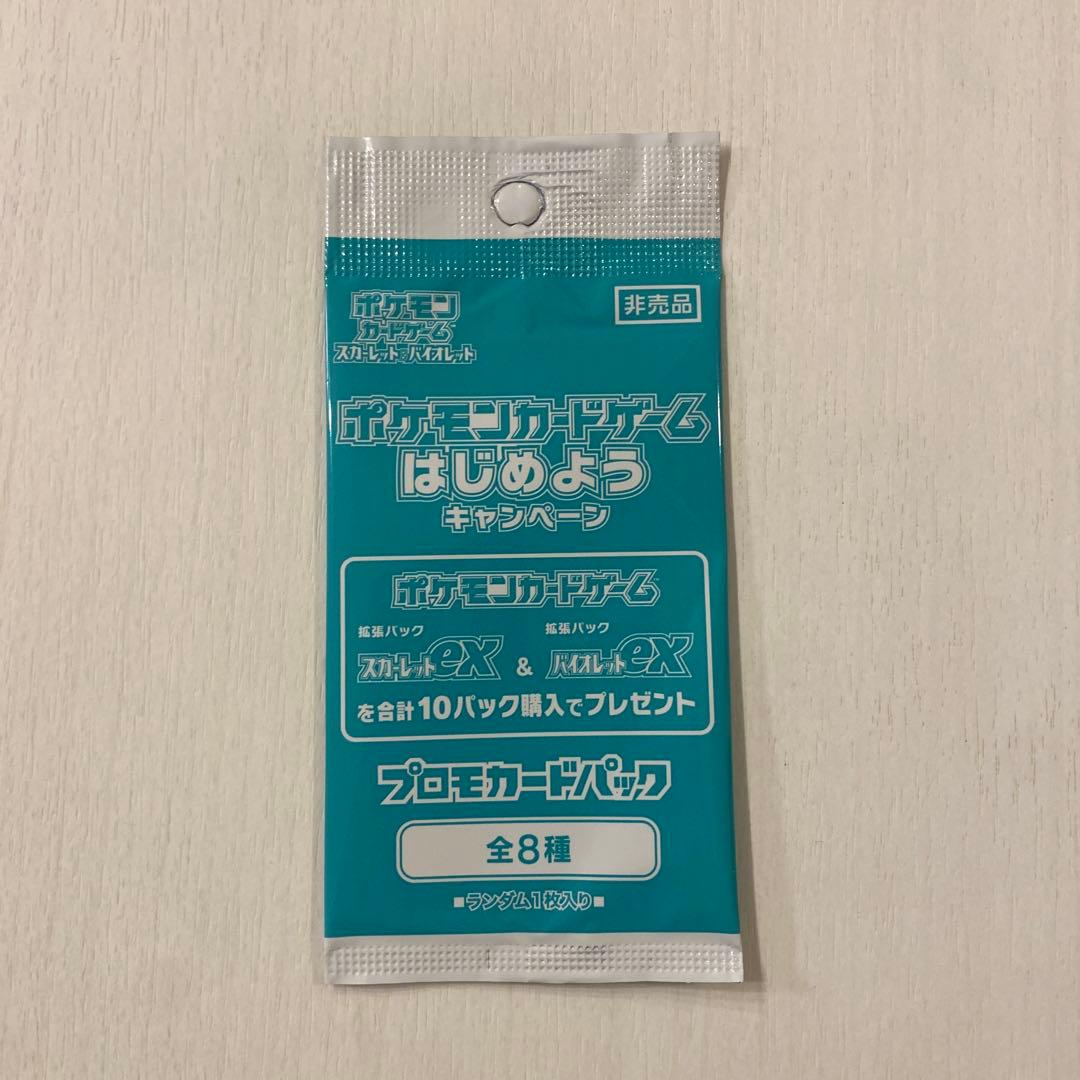 ポケモン
カードゲーム™
スカーレット&バイオレット
非売品
ポケモンカードゲーム
はじめよう
キャンペーン
ポケモンカードゲーム™
拡張パック
スカーレットex
&
拡張パック
バイオレットex
を合計10パック購入でプレゼント
プロモカードパック
全8種
■ランダム1枚入り■